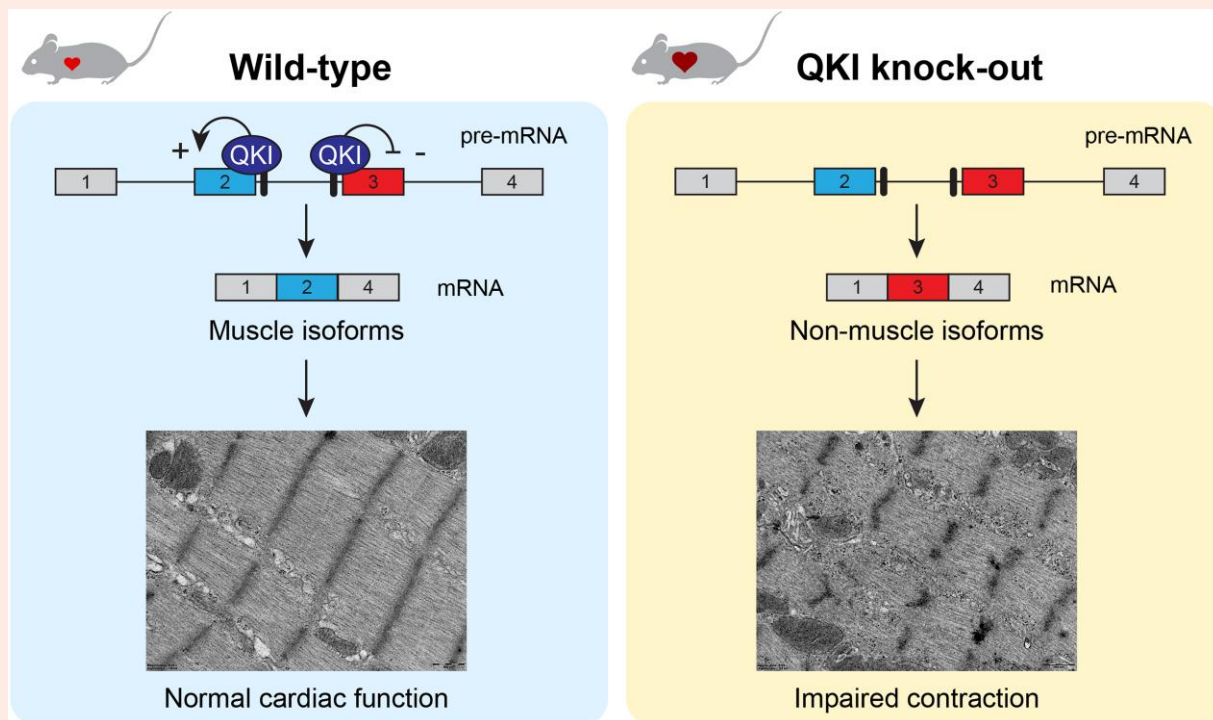 Wild-type
+
QKI
QKI
-
pre-mRNA
1
2
3
4
1
2
4
mRNA
Muscle isoforms
Normal cardiac function
QKI knock-out
pre-mRNA
1
2
3
4
1
3
4
mRNA
Non-muscle isoforms
Impaired contraction